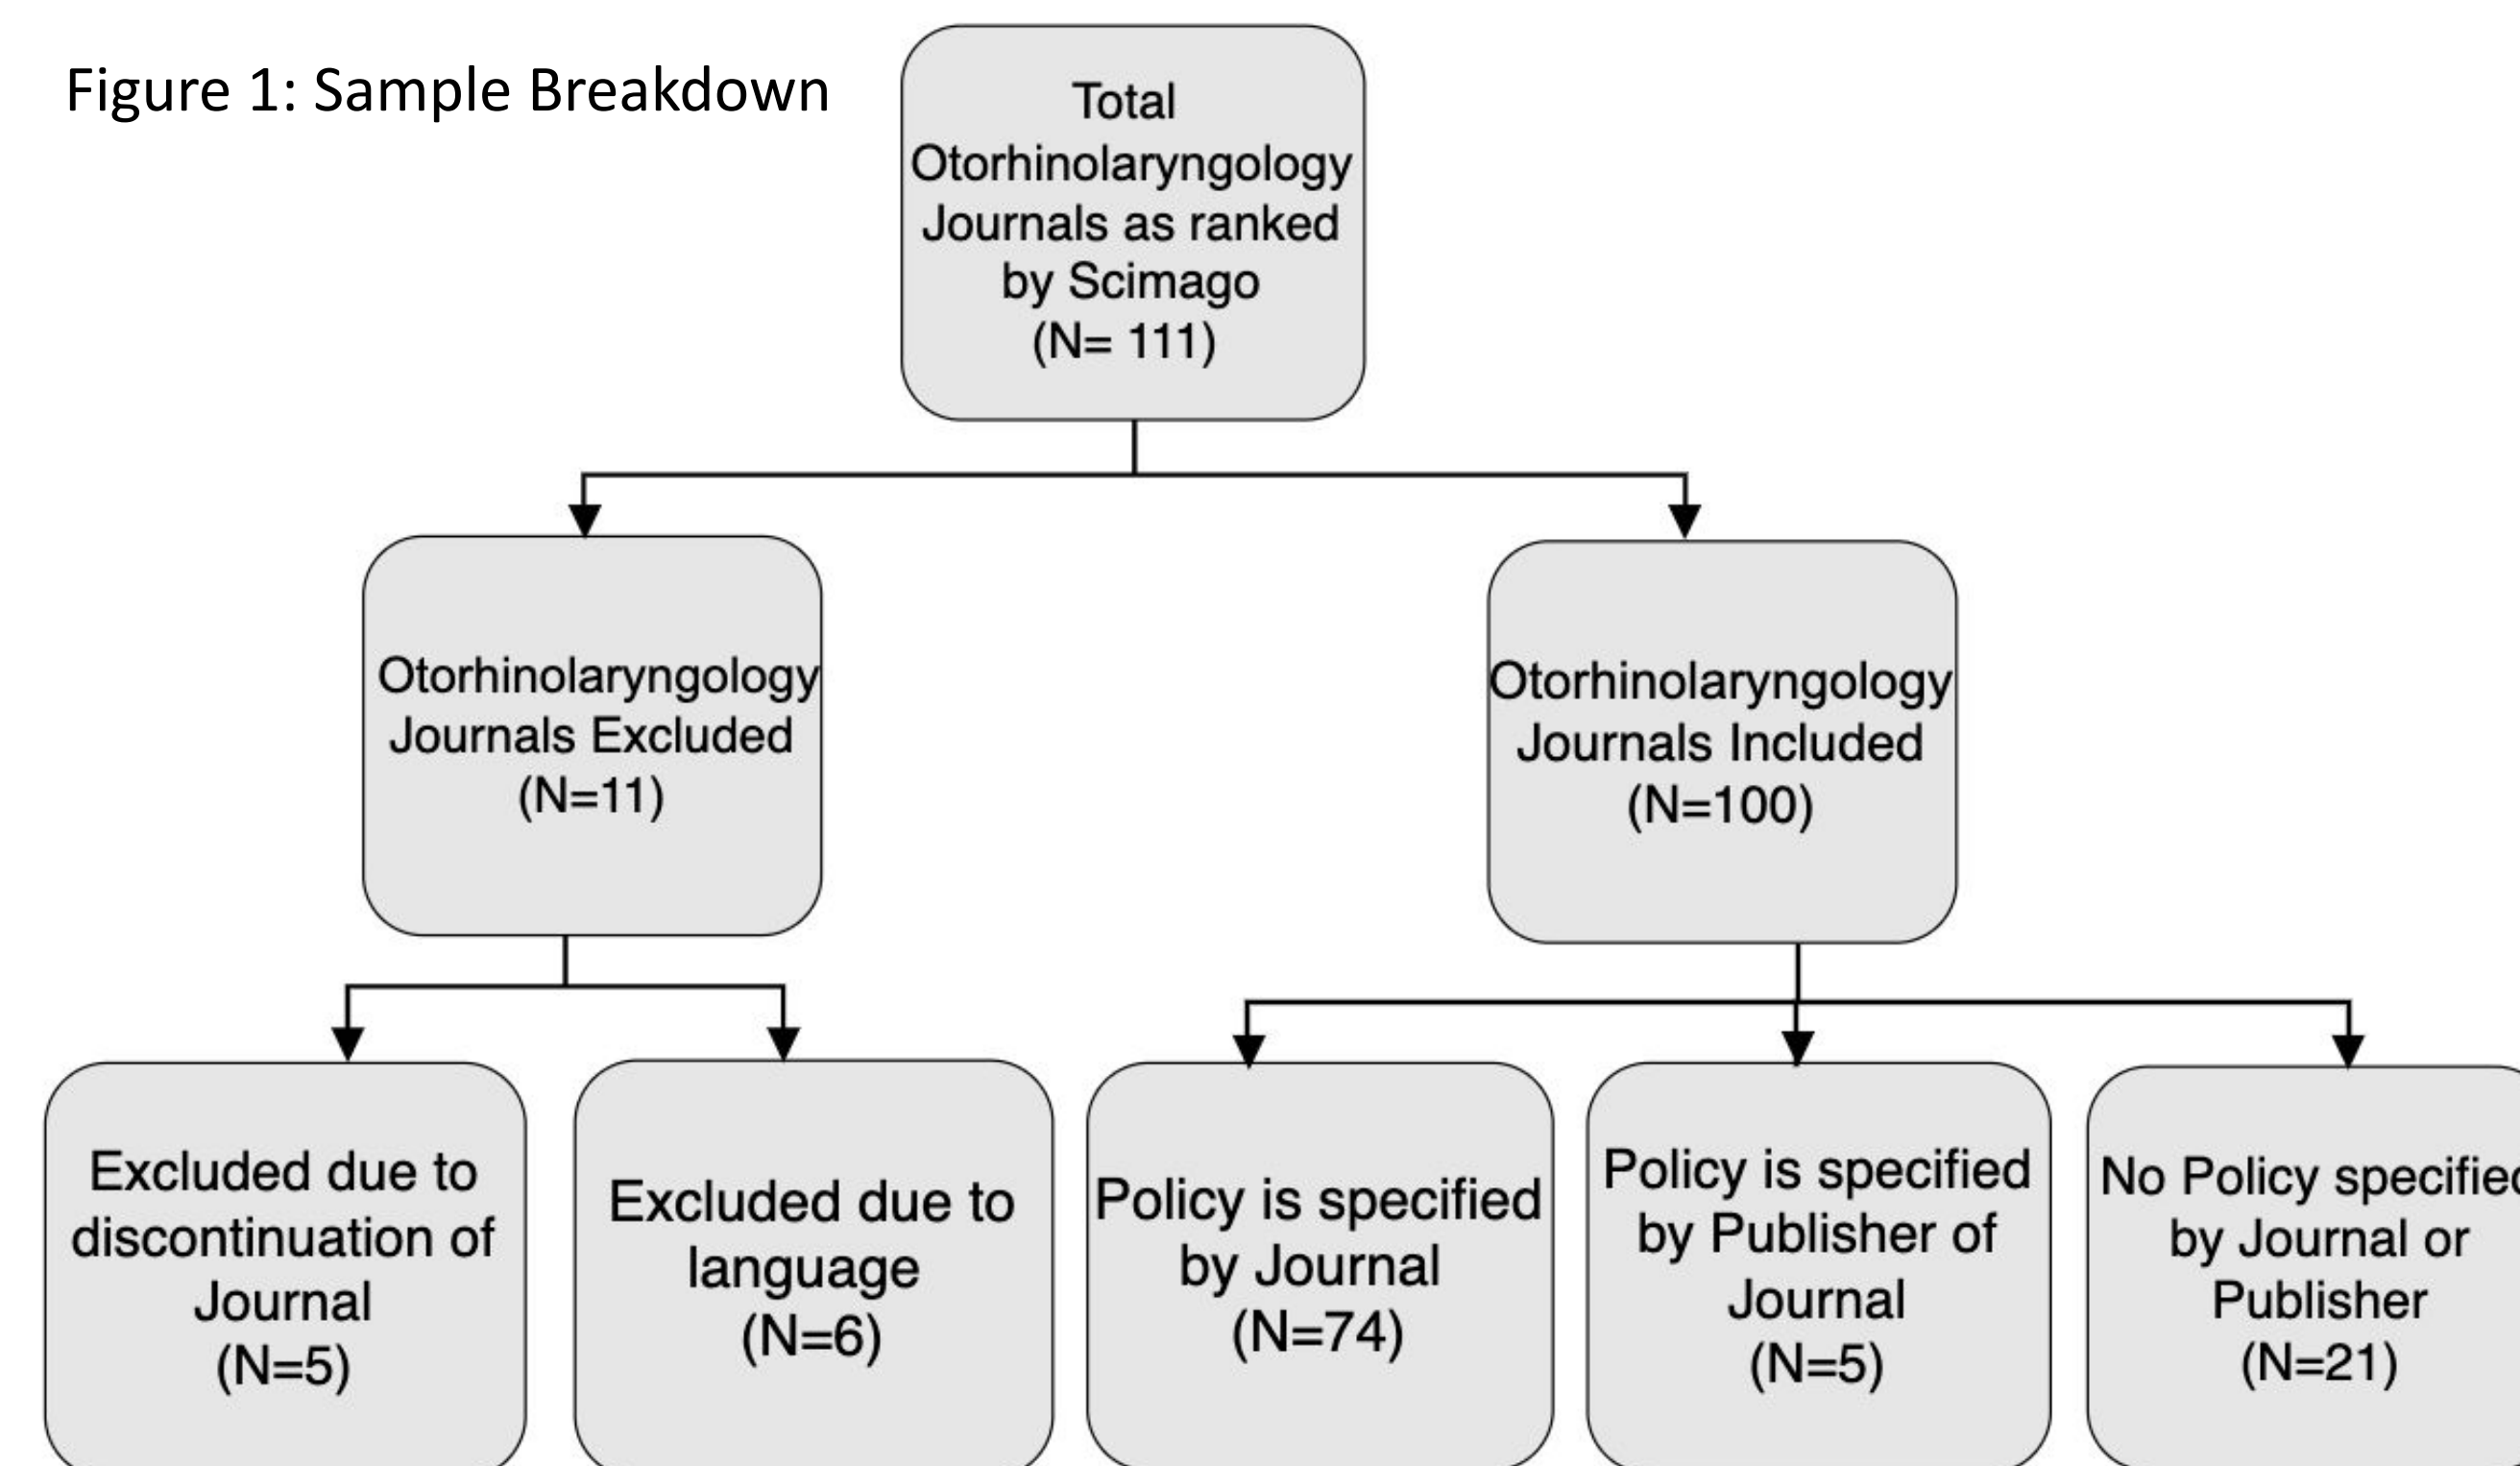 Figure 1: Sample Breakdown
Total
Otorhinolaryngology
Journals as ranked
by Scimago
(N= 111)
Otorhinolaryngology
Journals Excluded
(N=11)
Otorhinolaryngology
Journals Included
(N=100)
Excluded due to
discontinuation of
Journal
(N=5)
Excluded due to
language
(N=6)
Policy is specified
by Journal
(N=74)
Policy is specified
by Publisher of
Journal
(N=5)
No Policy specified
by Journal or
Publisher
(N=21)